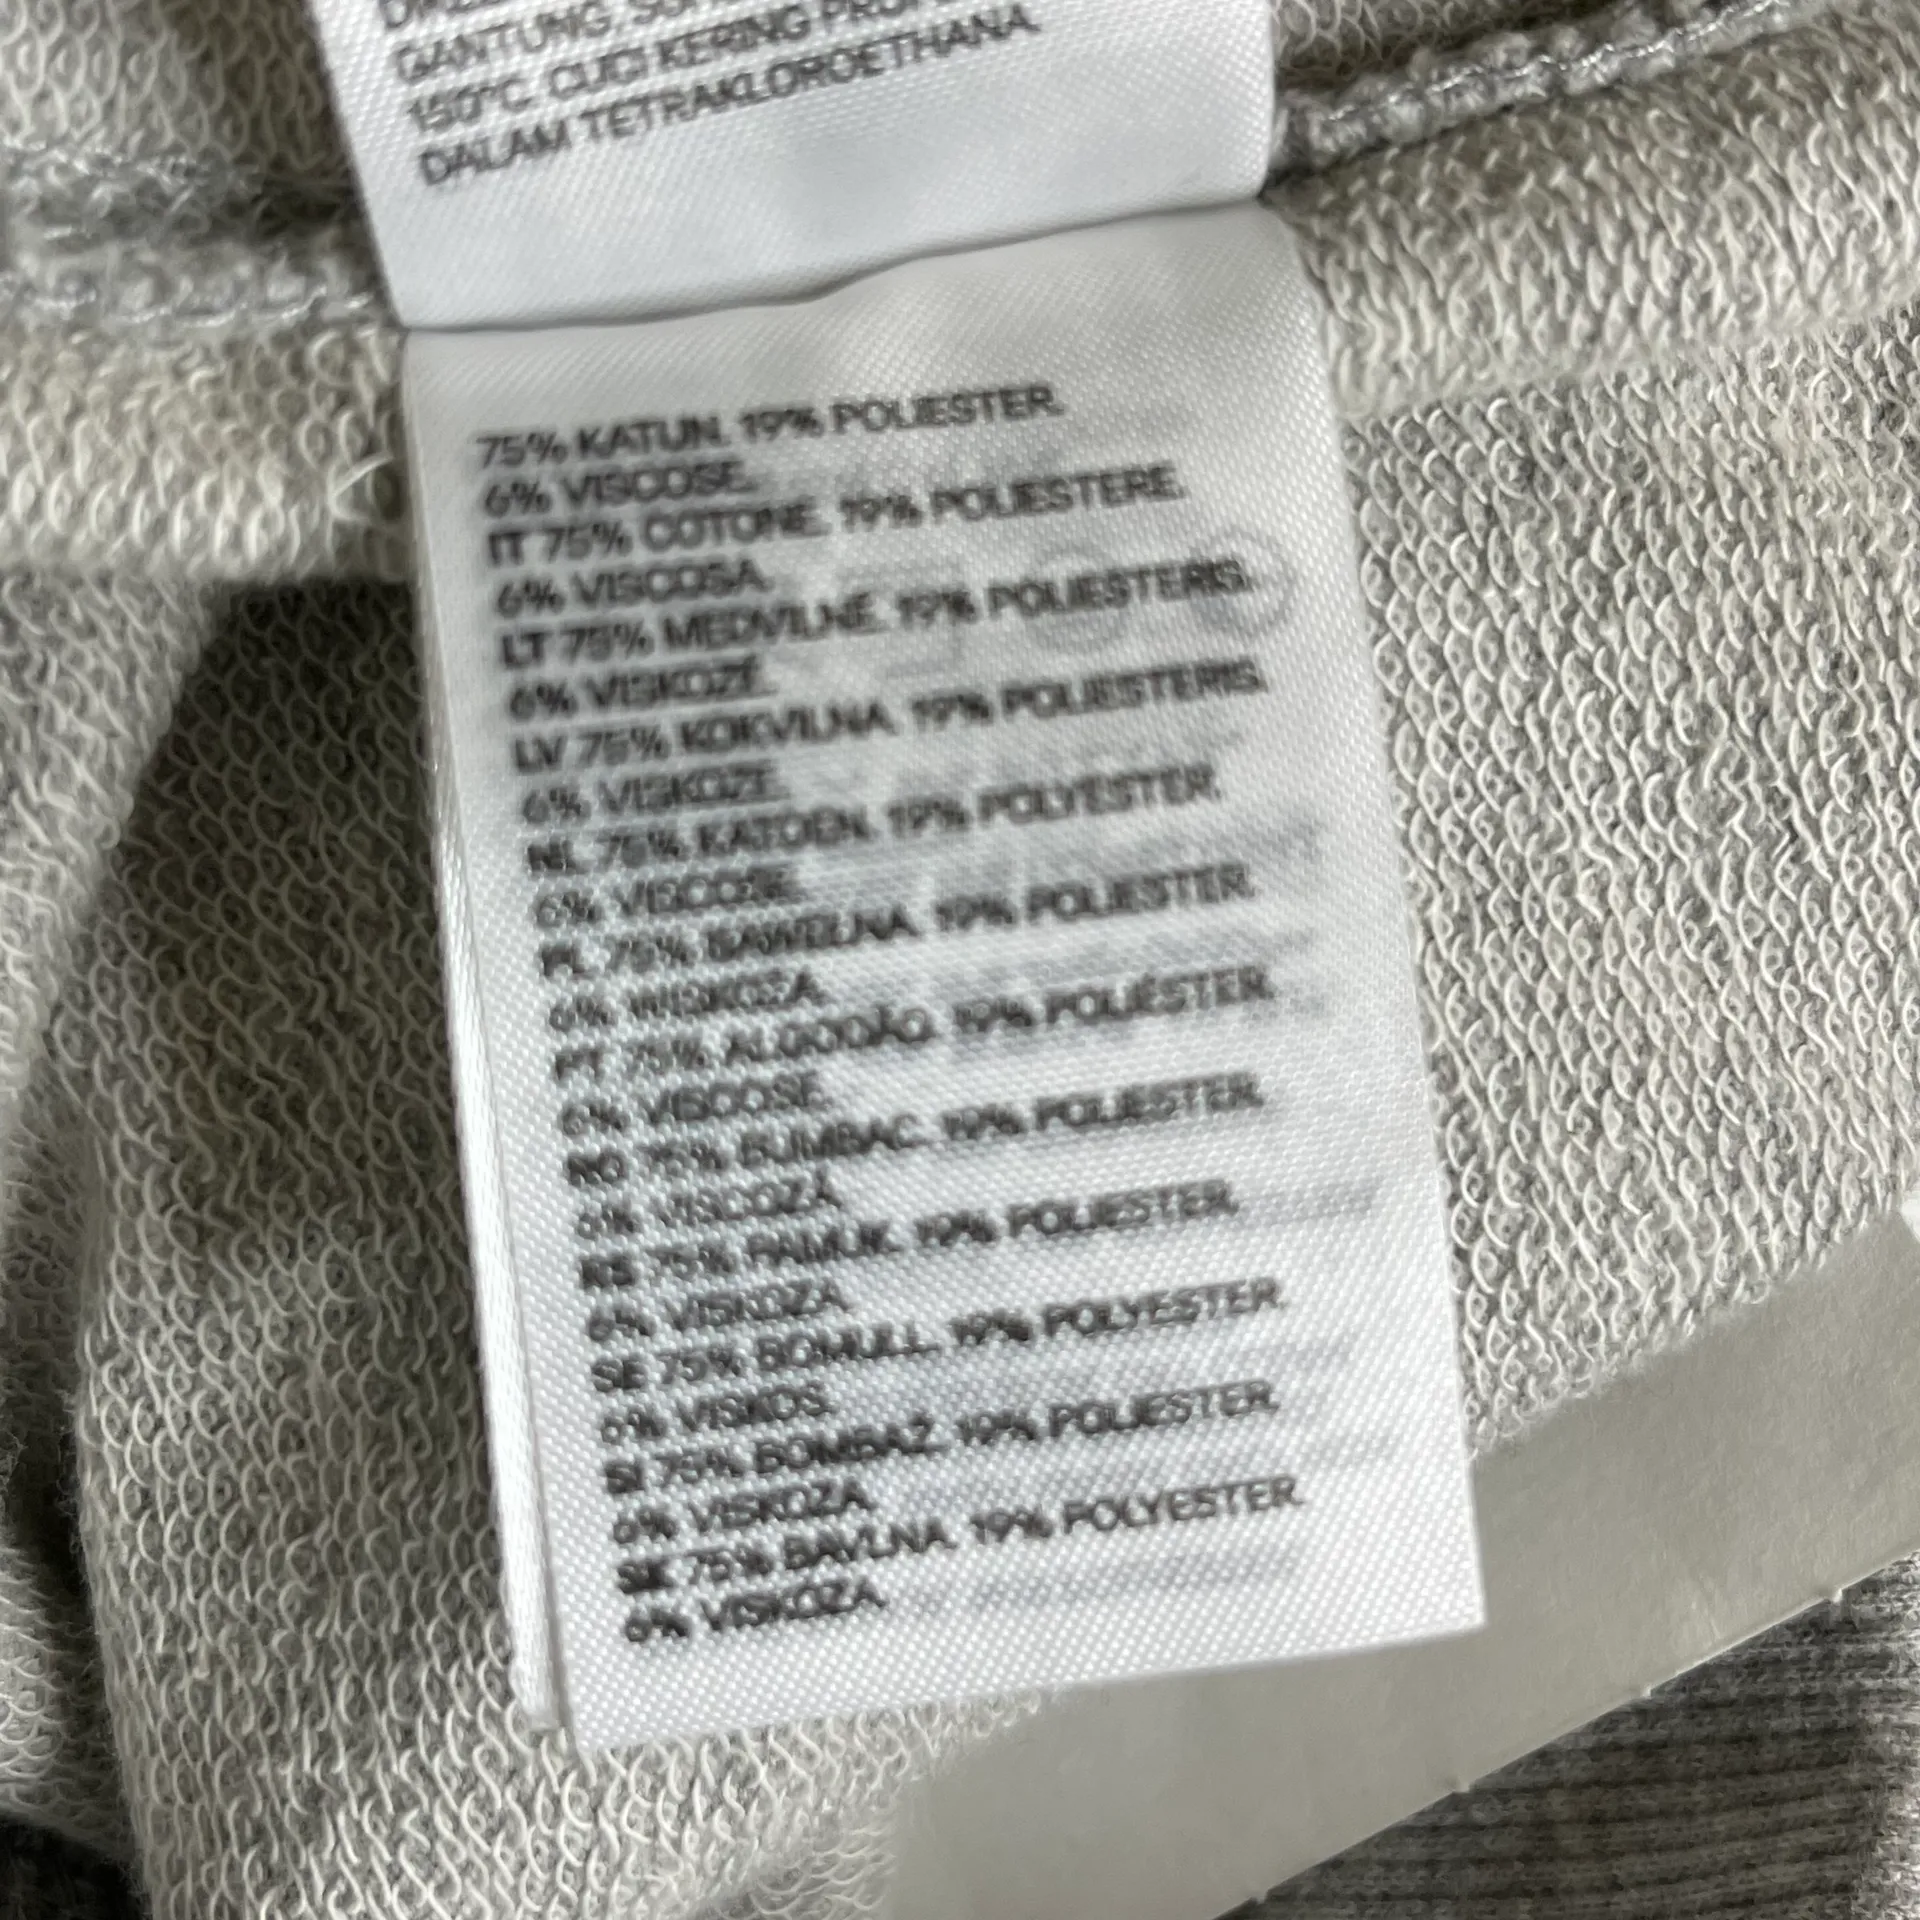 GANTUNG.
150°C. CUCI KERING
DALAM TETRAKLOROETHANA.
75% KATUN. 19% POLIESTER.
6% VISCOSE.
IT 75% COTONE. 19% POLIESTERE.
6% VISCOSA.
LT 75% MEDVILNĖ. 19% POLIESTERIS.
6% VISKOZĖ.
LV 75% KOKVILNA. 19% POLIESTERIS.
6% VISKOZE.
NL 75% KATOEN. 19% POLYESTER.
6% VISCOSE.
PL 75% BAWEŁNA. 19% POLIESTER.
6% WISKOZA.
PT 75% ALGODÃO. 19% POLIÉSTER.
6% VISCOSE.
RO 75% BUMBAC. 19% POLIESTER.
6% VISCOZĂ.
RS 75% PAMUK. 19% POLIESTER.
6% VISKOZA.
SE 75% BOMULL. 19% POLYESTER.
6% VISKOS.
SI 75% BOMBAŽ. 19% POLIESTER.
6% VISKOZA.
SK 75% BAVLNA. 19% POLYESTER.
6% VISKÓZA.